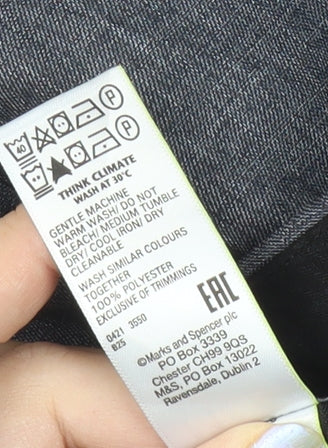 40 P
P
THINK CLIMATE
WASH AT 30°C
GENTLE MACHINE
WARM WASH/ DO NOT
BLEACH/ MEDIUM TUMBLE
DRY/ COOL IRON/ DRY
CLEANABLE
WASH SIMILAR COLOURS
TOGETHER
100% POLYESTER
EXCLUSIVE OF TRIMMINGS
0421 3550
825
EAC
©Marks and Spencer plc
PO Box 3339
Chester CH99 9QS
M&S, PO Box 13022
Ravensdale, Dublin 2